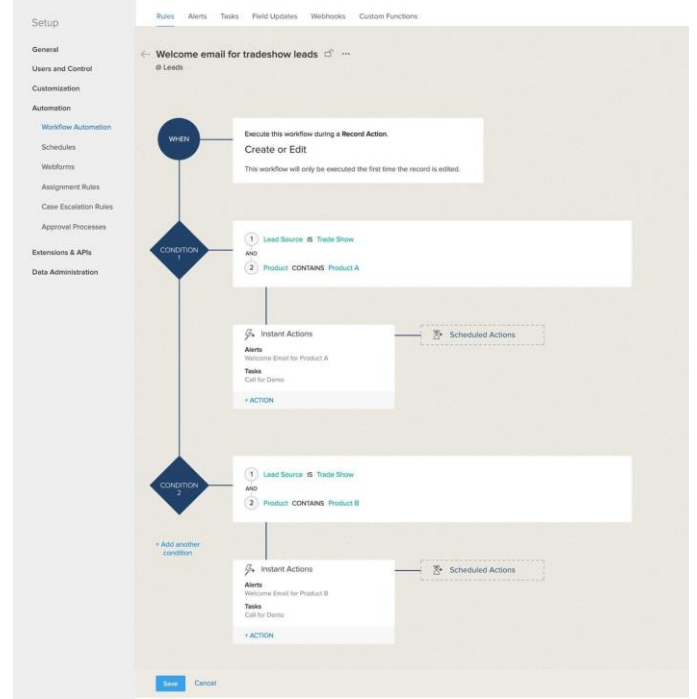 Setup
General
Users and Control
Customization
Automation
Workflow Automation
Schedules
Webforms
Assignment Rules
Case Escalation Rules
Approval Processes
Extensions & APIs
Data Administration
Rules Alerts Tasks Field Updates Webhooks Custom Functions
Welcome email for tradeshow leads
@ Leads
WHEN
Execute this workflow during a Record Action.
Create or Edit
This workflow will only be executed the first time the record is edited.
CONDITION
1
1 Lead Source IS Trade Show
AND
2 Product CONTAINS Product A
Instant Actions
Alerts
Welcome Email for Product A
Tasks
Call for Demo
+ ACTION
Scheduled Actions
CONDITION
2
1 Lead Source IS Trade Show
AND
2 Product CONTAINS Product B
+ Add another
condition
Instant Actions
Alerts
Welcome Email for Product B
Tasks
Call for Demo
+ ACTION
Scheduled Actions
Save Cancel